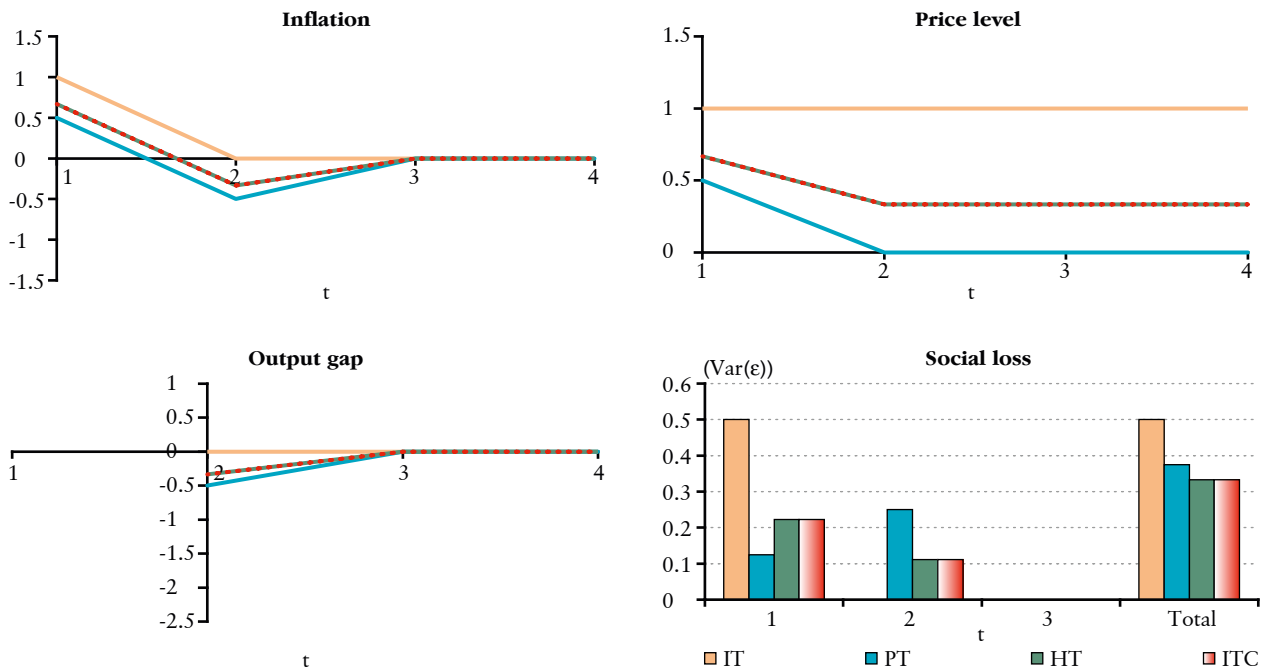 Inflation
1.5
1
0.5
0
-0.5
-1
-1.5
1 2 3 4
t
Price level
1.5
1
0.5
0
1 2 3 4
t
Output gap
1
0.5
0
-0.5
-1
-1.5
-2
-2.5
1 2 3 4
t
Social loss
(Var(ε))
0.6
0.5
0.4
0.3
0.2
0.1
0
1 2 3 Total
t
IT PT HT ITC